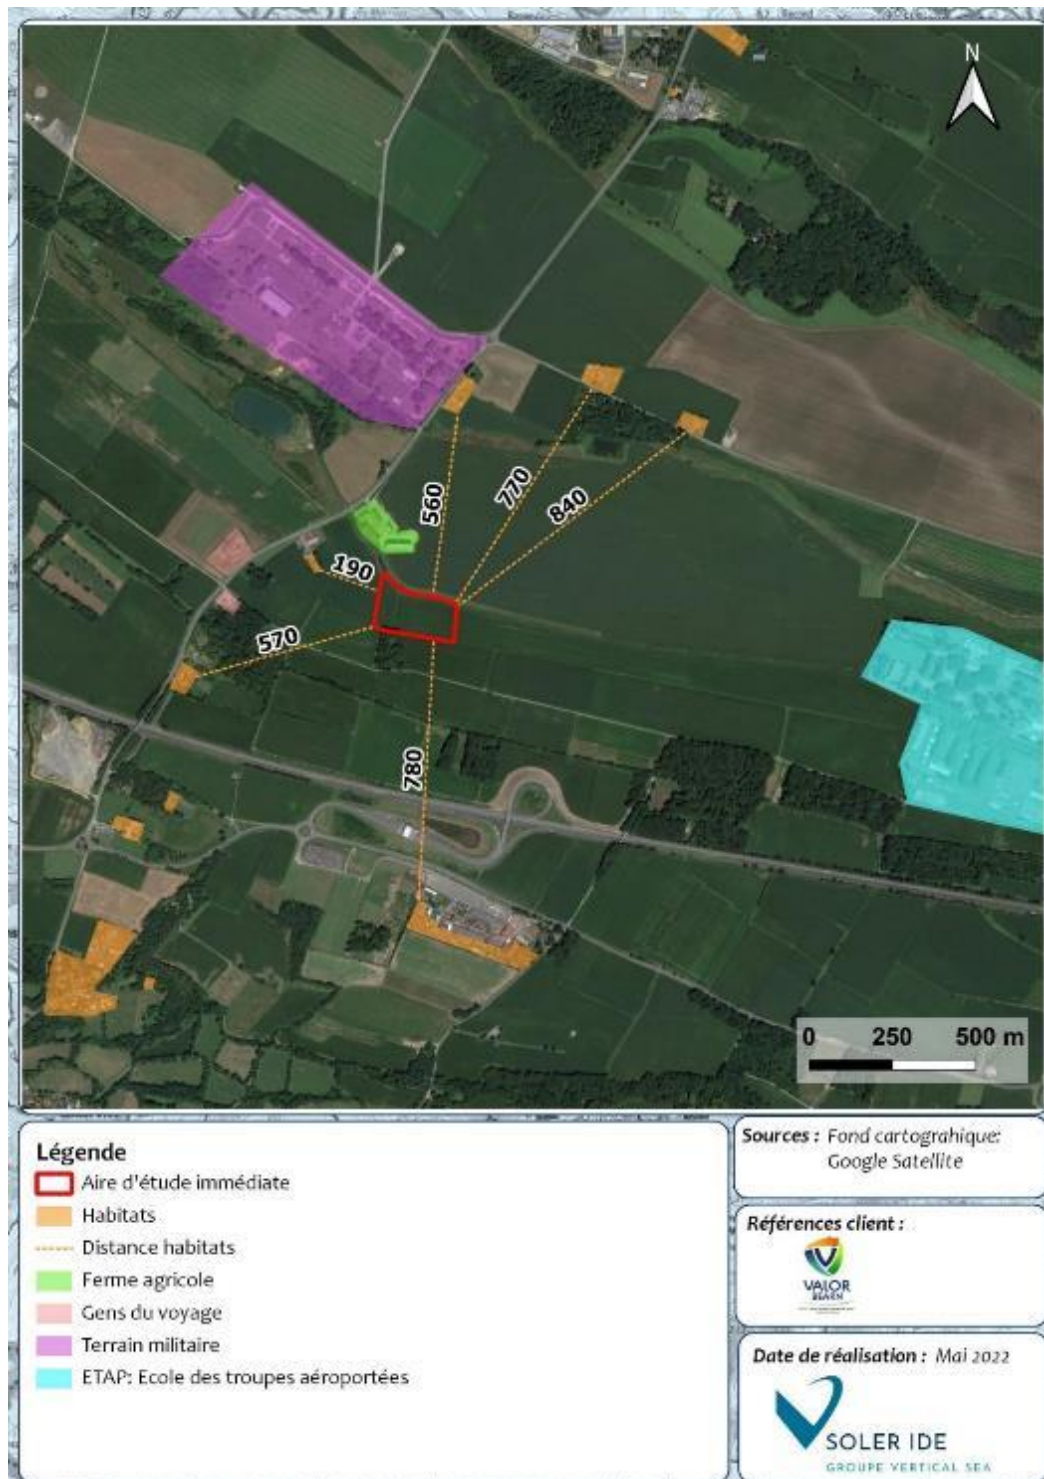 N
560
770
840
190
570
780
0 250 500 m
Légende
Aire d'étude immédiate
Habitats
Distance habitats
Ferme agricole
Gens du voyage
Terrain militaire
ETAP: Ecole des troupes aéroportées
Sources : Fond cartograhique:
Google Satellite
Références client :
VALOR
BEARN
Date de réalisation : Mai 2022
SOLER IDE
GROUPE VERTICAL SEA